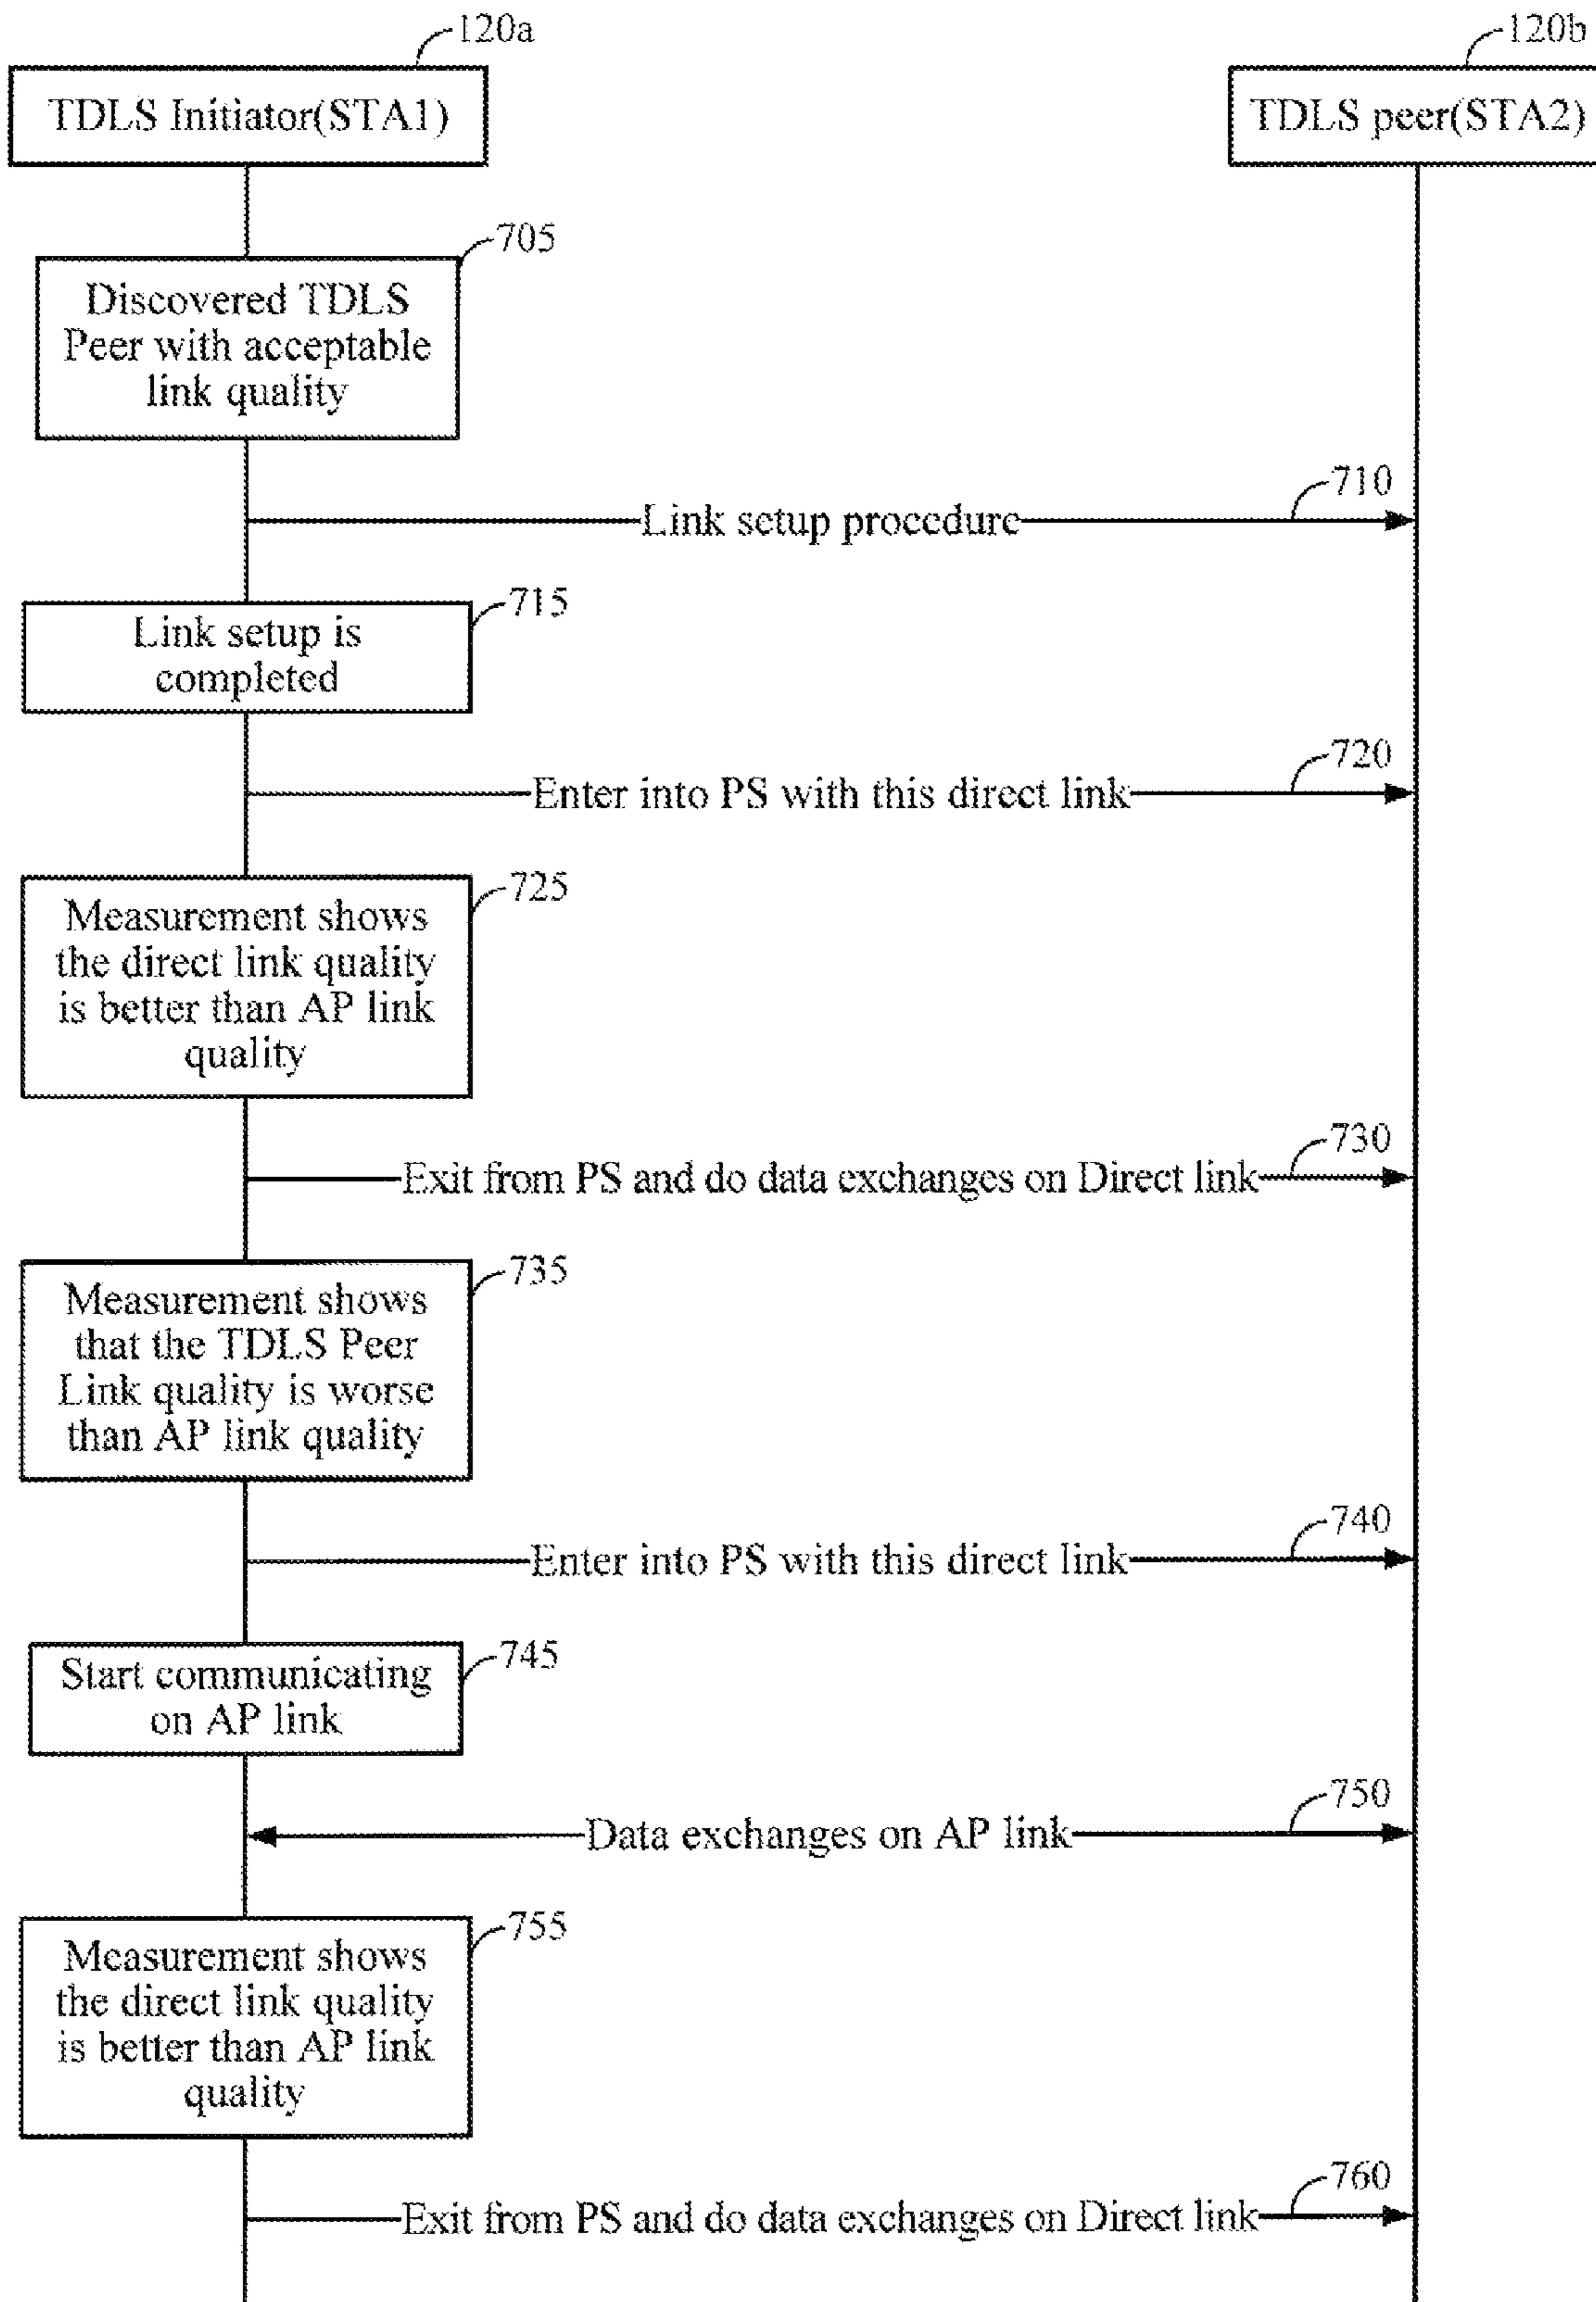 120a
120b
TDLS Initiator(STA1)
TDLS peer(STA2)
705
Discovered TDLS
Peer with acceptable
link quality
710
Link setup procedure
715
Link setup is
completed
720
Enter into PS with this direct link
725
Measurement shows
the direct link quality
is better than AP link
quality
730
Exit from PS and do data exchanges on Direct link
735
Measurement shows
that the TDLS Peer
Link quality is worse
than AP link quality
740
Enter into PS with this direct link
745
Start communicating
on AP link
750
Data exchanges on AP link
755
Measurement shows
the direct link quality
is better than AP link
quality
760
Exit from PS and do data exchanges on Direct link